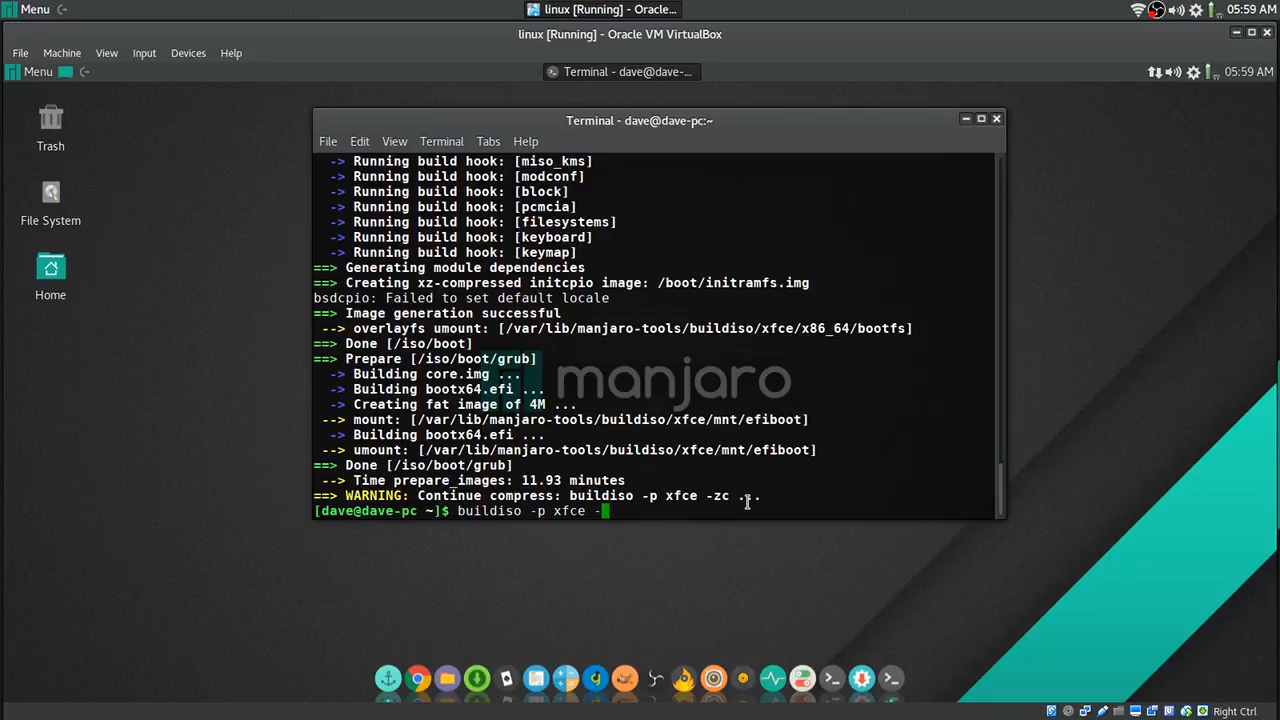 Menu
linux [Running] - Oracle...
05:59 AM
linux [Running] - Oracle VM VirtualBox
File Machine View Input Devices Help
Menu
Terminal - dave@dave-...
05:59 AM
Trash
File System
Home
Terminal - dave@dave-pc:~
File Edit View Terminal Tabs Help
-> Running build hook: [miso_kms]
-> Running build hook: [modconf]
-> Running build hook: [block]
-> Running build hook: [pcmcia]
-> Running build hook: [filesystems]
-> Running build hook: [keyboard]
-> Running build hook: [keymap]
==> Generating module dependencies
==> Creating xz-compressed initcpio image: /boot/initramfs.img
bsdcpio: Failed to set default locale
==> Image generation successful
--> overlayfs umount: [/var/lib/manjaro-tools/buildiso/xfce/x86_64/bootfs]
==> Done [/iso/boot]
==> Prepare [/iso/boot/grub]
-> Building core.img ...
-> Building bootx64.efi ...
-> Creating fat image of 4M ...
--> mount: [/var/lib/manjaro-tools/buildiso/xfce/mnt/efiboot]
-> Building bootx64.efi ...
--> umount: [/var/lib/manjaro-tools/buildiso/xfce/mnt/efiboot]
==> Done [/iso/boot/grub]
--> Time prepare_images: 11.93 minutes
==> WARNING: Continue compress: buildiso -p xfce -zc ...
[dave@dave-pc ~]$ buildiso -p xfce -
manjaro
Right Ctrl